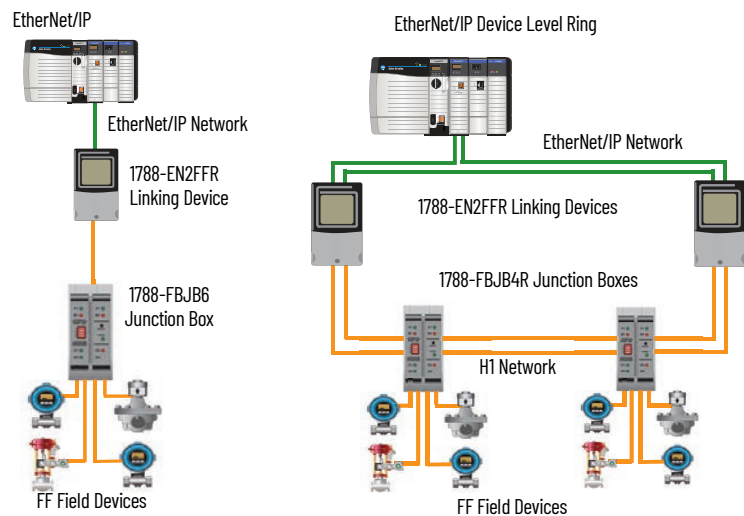 EtherNet/IP
EtherNet/IP Network
1788-EN2FFR
Linking Device
1788-FBJB6
Junction Box
FF Field Devices
EtherNet/IP Device Level Ring
EtherNet/IP Network
1788-EN2FFR Linking Devices
1788-FBJB4R Junction Boxes
H1 Network
FF Field Devices